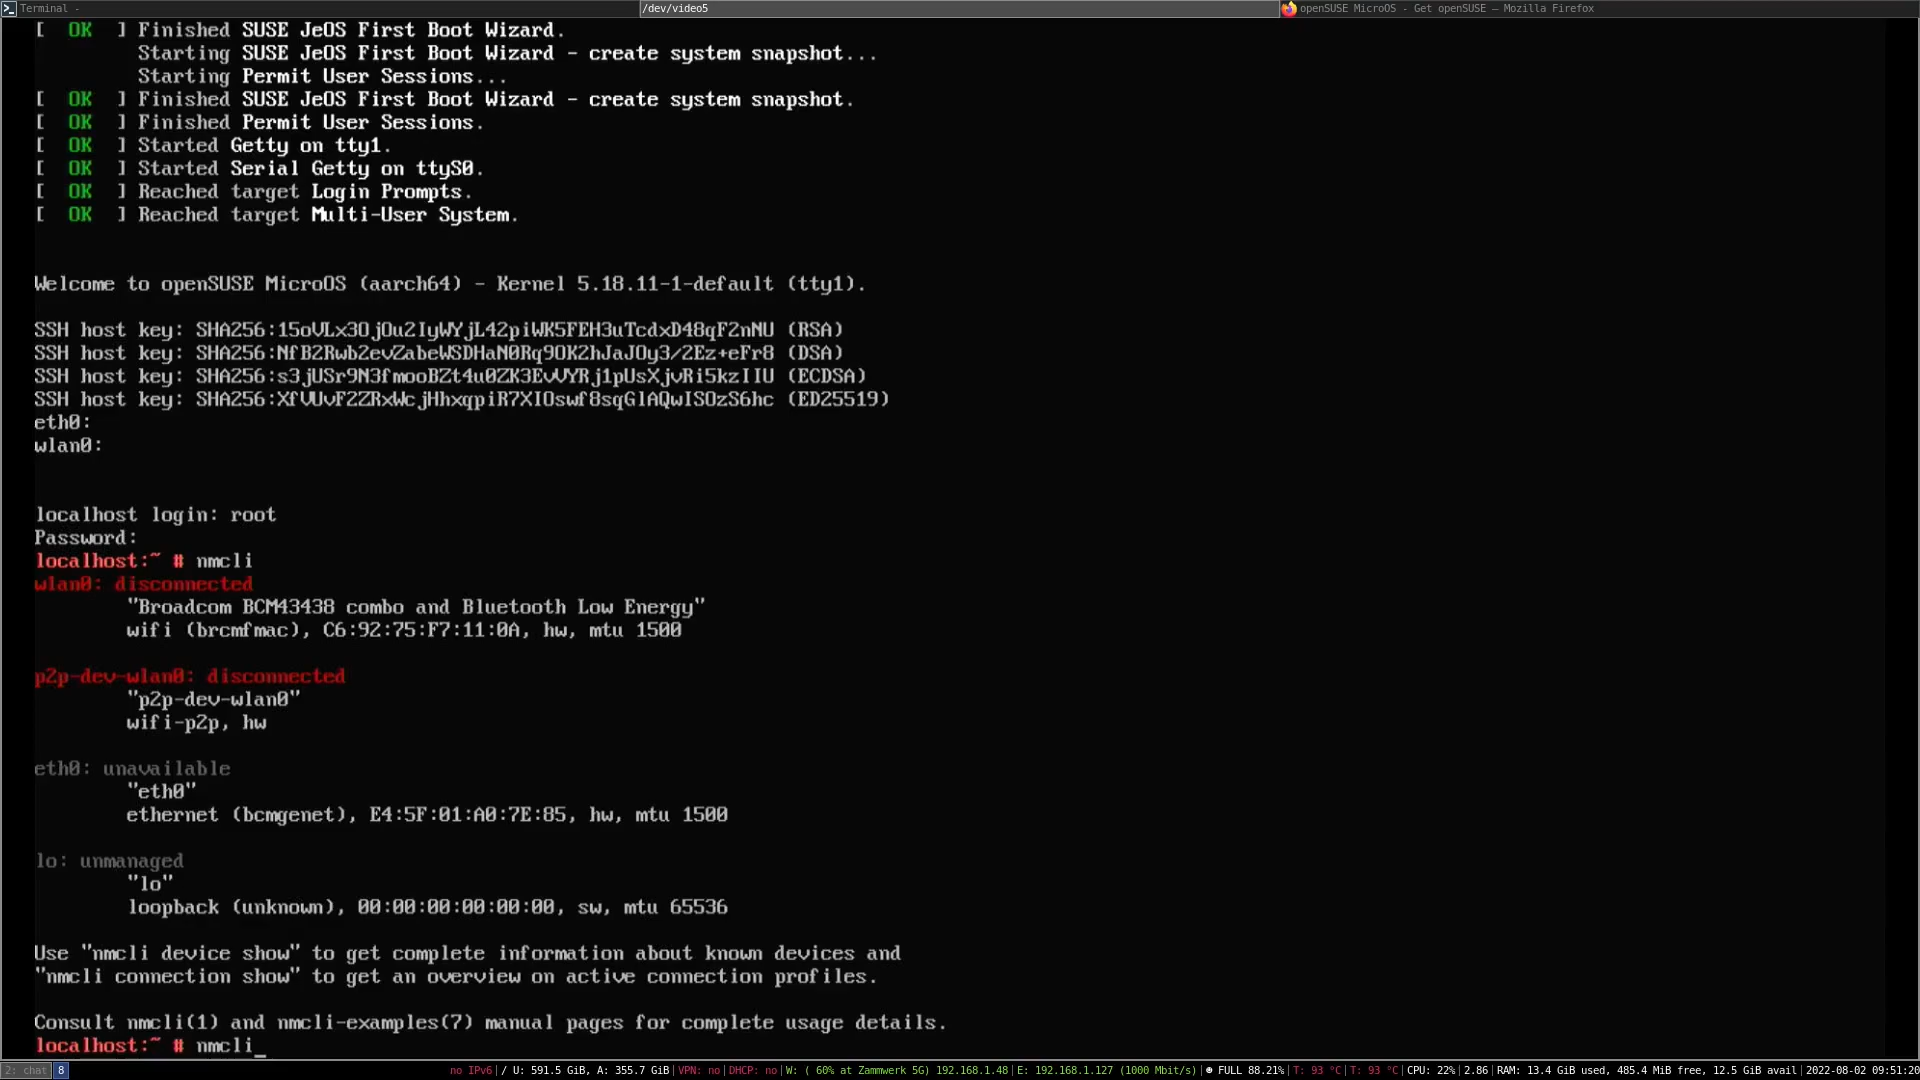 Terminal -
/dev/video5
openSUSE MicroOS - Get openSUSE — Mozilla Firefox
[  OK  ] Finished SUSE JeOS First Boot Wizard.
Starting SUSE JeOS First Boot Wizard - create system snapshot...
Starting Permit User Sessions...
[  OK  ] Finished SUSE JeOS First Boot Wizard - create system snapshot.
[  OK  ] Finished Permit User Sessions.
[  OK  ] Started Getty on tty1.
[  OK  ] Started Serial Getty on ttyS0.
[  OK  ] Reached target Login Prompts.
[  OK  ] Reached target Multi-User System.
Welcome to openSUSE MicroOS (aarch64) - Kernel 5.18.11-1-default (tty1).
SSH host key: SHA256:15oVLx3OjOu2IyWYjL42piWK5FEH3uTcdxD48qF2nNU (RSA)
SSH host key: SHA256:NfB2Rwb2evZabeWSDHaN0Rq9OK2hJaJOy3/2Ez+eFr8 (DSA)
SSH host key: SHA256:s3jUSr9N3fmooBZt4u0ZK3EvVYRj1pUsXjvRi5kzIIU (ECDSA)
SSH host key: SHA256:XfVUvF2ZRxWcjHhxqpiR7XIOswf8sqGlAQwISOzS6hc (ED25519)
eth0:
wlan0:
localhost login: root
Password:
localhost:~ # nmcli
wlan0: disconnected
"Broadcom BCM43438 combo and Bluetooth Low Energy"
wifi (brcmfmac), C6:92:75:F7:11:0A, hw, mtu 1500
p2p-dev-wlan0: disconnected
"p2p-dev-wlan0"
wifi-p2p, hw
eth0: unavailable
"eth0"
ethernet (bcmgenet), E4:5F:01:A0:7E:85, hw, mtu 1500
lo: unmanaged
"lo"
loopback (unknown), 00:00:00:00:00:00, sw, mtu 65536
Use "nmcli device show" to get complete information about known devices and
"nmcli connection show" to get an overview on active connection profiles.
Consult nmcli(1) and nmcli-examples(7) manual pages for complete usage details.
localhost:~ # nmcli_
2: chat 8 no IPv6|/ U: 591.5 GiB, A: 355.7 GiB|VPN: no|DHCP: no|W: ( 60% at Zammwerk 5G) 192.168.1.48|E: 192.168.1.127 (1000 Mbit/s)|☻ FULL 88.21%|T: 93 °C|T: 93 °C|CPU: 22%|2.86|RAM: 13.4 GiB used, 485.4 MiB free, 12.5 GiB avail|2022-08-02 09:51:20